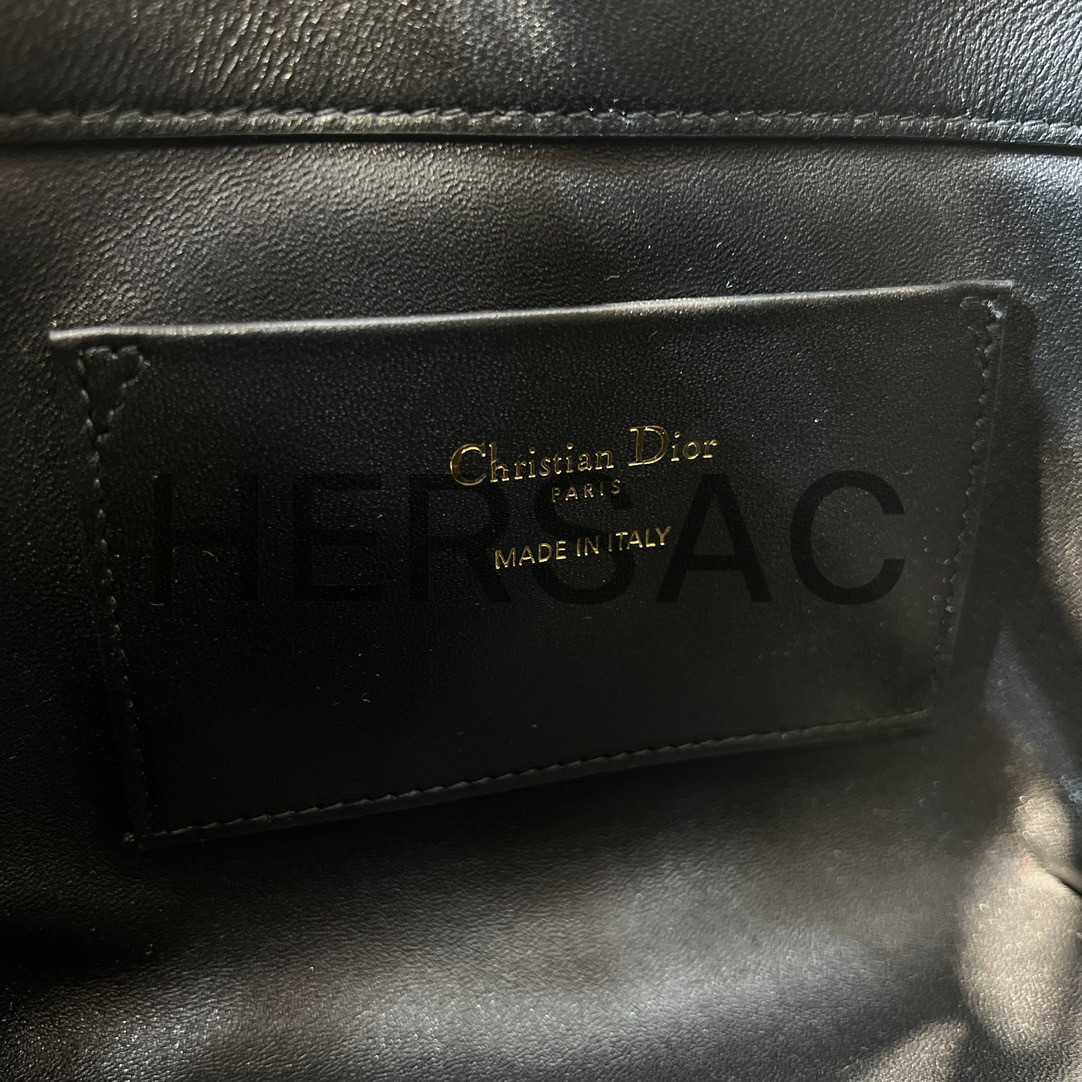 Christian Dior
PARIS
HERSAC
MADE IN ITALY